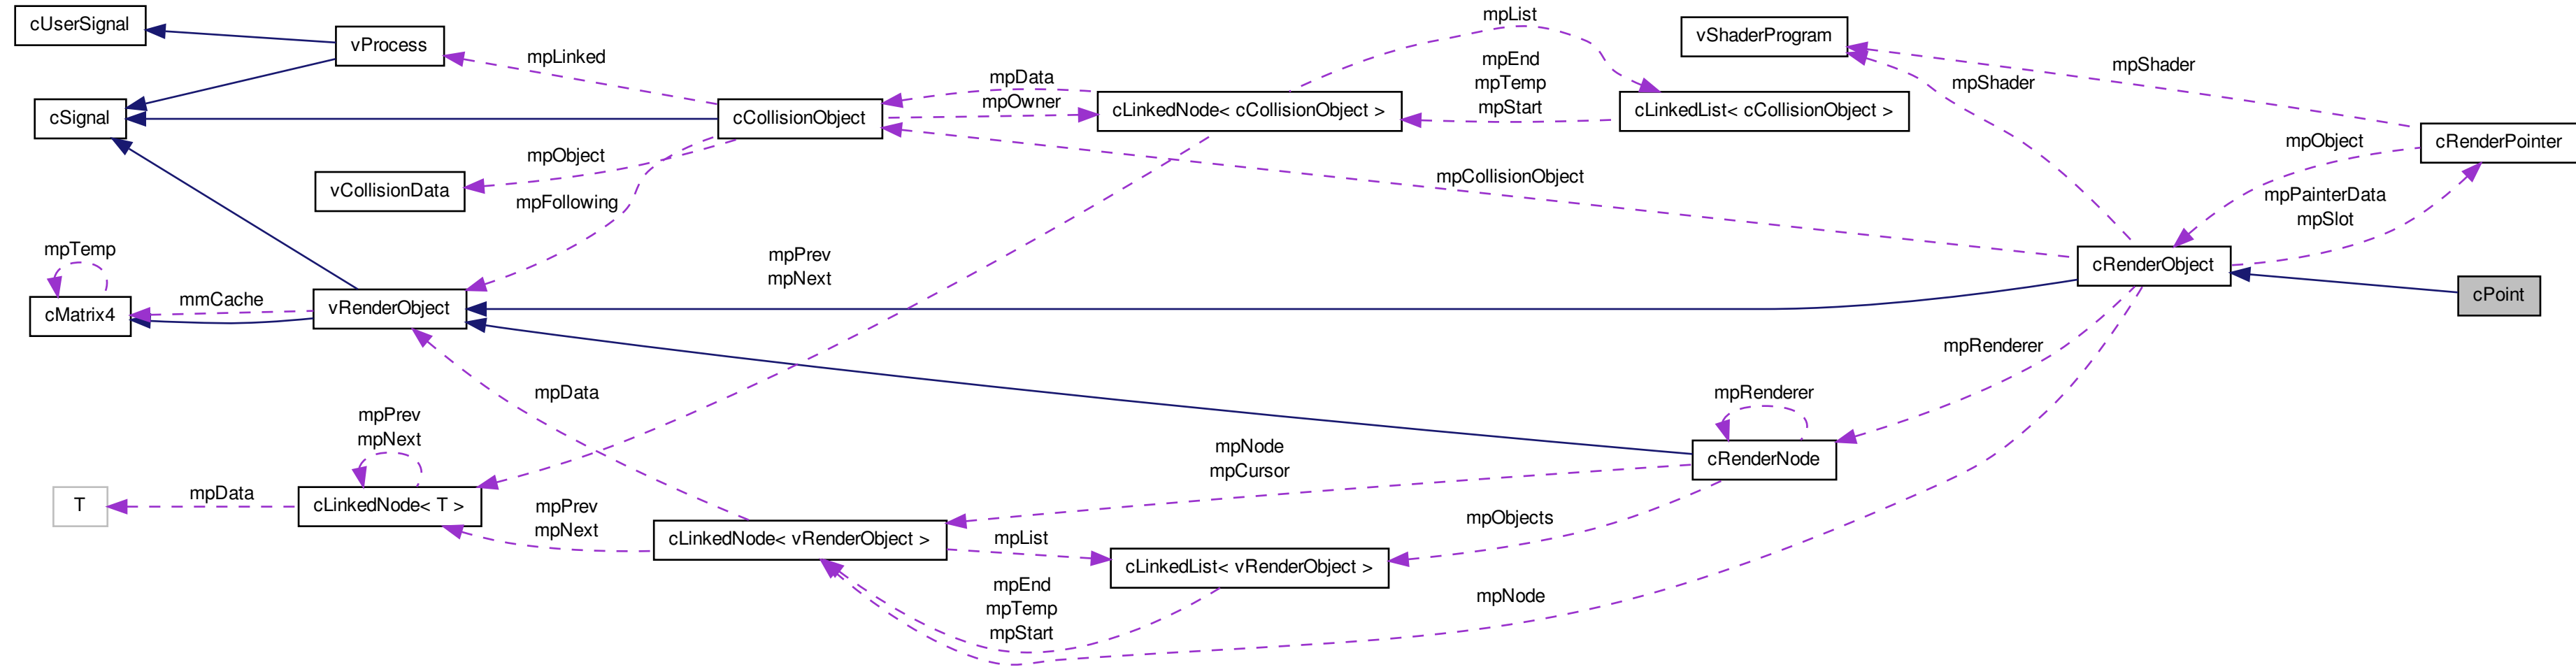 cUserSignal
vProcess
mpLinked
mpList
vShaderProgram
mpShader
mpShader
mpData
mpOwner
mpEnd
mpTemp
mpStart
cSignal
cCollisionObject
cLinkedNode< cCollisionObject >
cLinkedList< cCollisionObject >
cRenderPointer
mpObject
mpObject
vCollisionData
mpCollisionObject
mpFollowing
mpPainterData
mpSlot
mpTemp
mpPrev
mpNext
cRenderObject
cPoint
mmCache
cMatrix4
vRenderObject
mpRenderer
mpData
mpRenderer
mpPrev
mpNext
mpNode
mpCursor
cRenderNode
T
mpData
cLinkedNode< T >
mpPrev
mpNext
mpObjects
cLinkedNode< vRenderObject >
mpList
cLinkedList< vRenderObject >
mpEnd
mpTemp
mpStart
mpNode